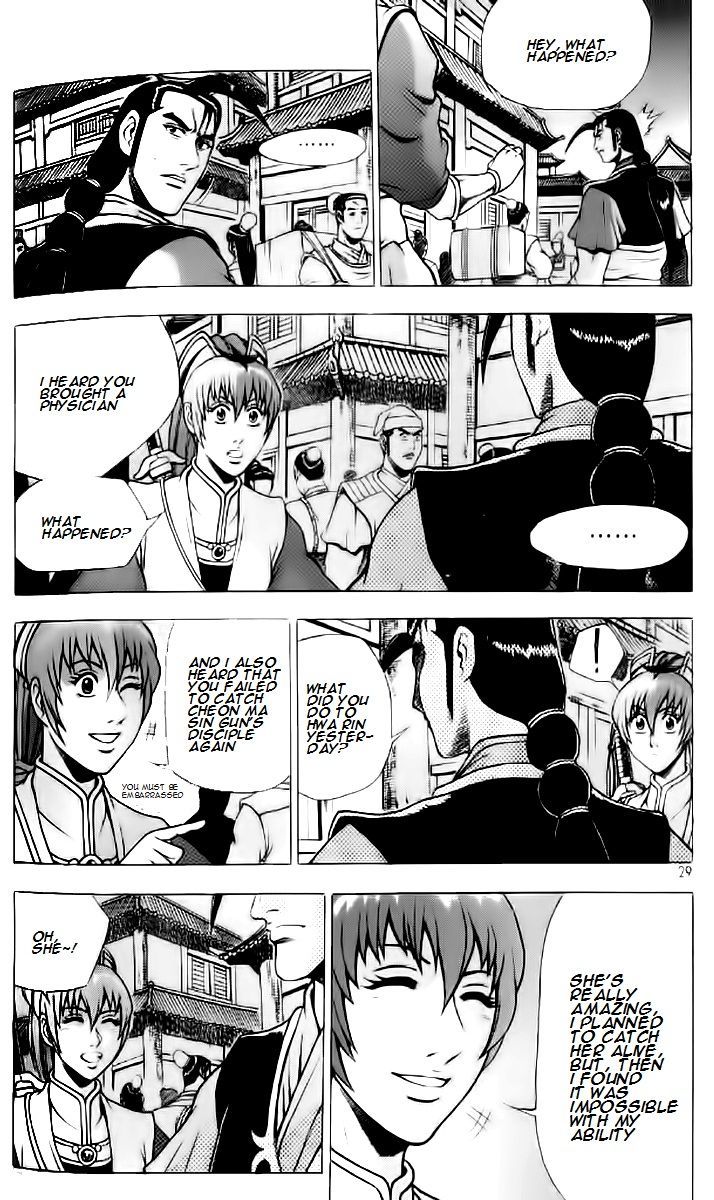 HEY, WHAT
HAPPENED?
......
I HEARD YOU
BROUGHT A
PHYSICIAN
WHAT
HAPPENED?
......
AND I ALSO
HEARD THAT
YOU FAILED
TO CATCH
CHEON MA
SIN GUN'S
DISCIPLE
AGAIN
YOU MUST BE
EMBARRASSED
WHAT
DID YOU
DO TO
HWA RIN
YESTER-
DAY?
!
29
OH,
SHE~!
SHE'S
REALLY
AMAZING,
I PLANNED
TO CATCH
HER ALIVE,
BUT, THEN
I FOUND
IT WAS
IMPOSSIBLE
WITH MY
ABILITY